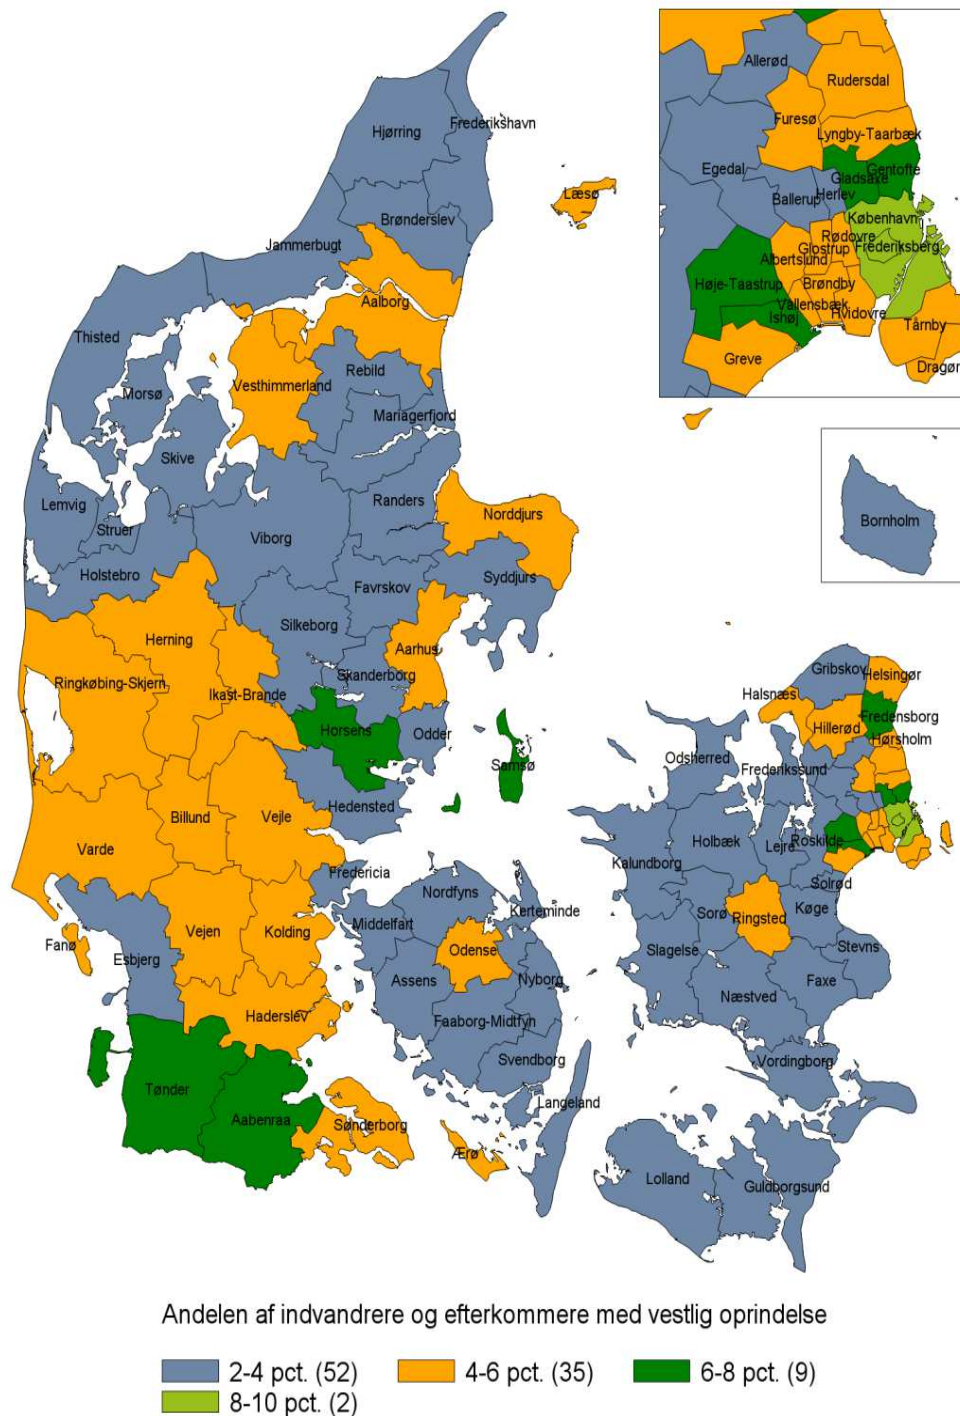 Allerød
Rudersdal
Furesø
Lyngby-Taarbæk
Egedal
Gladsaxe
Gentofte
Ballerup
Herlev
København
Rødovre
Glostrup
Frederiksberg
Albertslund
Høje-Taastrup
Brøndby
Vallensbæk
Ishøj
Hvidovre
Tårnby
Greve
Dragør
Hjørring
Frederikshavn
Læsø
Brønderslev
Jammerbugt
Aalborg
Thisted
Vesthimmerland
Rebild
Morsø
Mariagerfjord
Skive
Lemvig
Randers
Norddjurs
Struer
Viborg
Bornholm
Holstebro
Favrskov
Syddjurs
Silkeborg
Herning
Aarhus
Skanderborg
Ringkøbing-Skjern
Ikast-Brande
Gribskov
Helsingør
Halsnæs
Hillerød
Fredensborg
Horsens
Odder
Hørsholm
Samsø
Odsherred
Frederikssund
Hedensted
Billund
Vejle
Varde
Holbæk
Lejre
Roskilde
Kalundborg
Fredericia
Nordfyns
Solrød
Kerteminde
Middelfart
Sorø
Ringsted
Køge
Vejen
Kolding
Fanø
Esbjerg
Odense
Slagelse
Stevns
Assens
Nyborg
Næstved
Faxe
Haderslev
Faaborg-Midtfyn
Svendborg
Vordingborg
Tønder
Langeland
Aabenraa
Sønderborg
Ærø
Lolland
Guldborgsund
Andelen af indvandrere og efterkommere med vestlig oprindelse
2-4 pct. (52)
4-6 pct. (35)
6-8 pct. (9)
8-10 pct. (2)